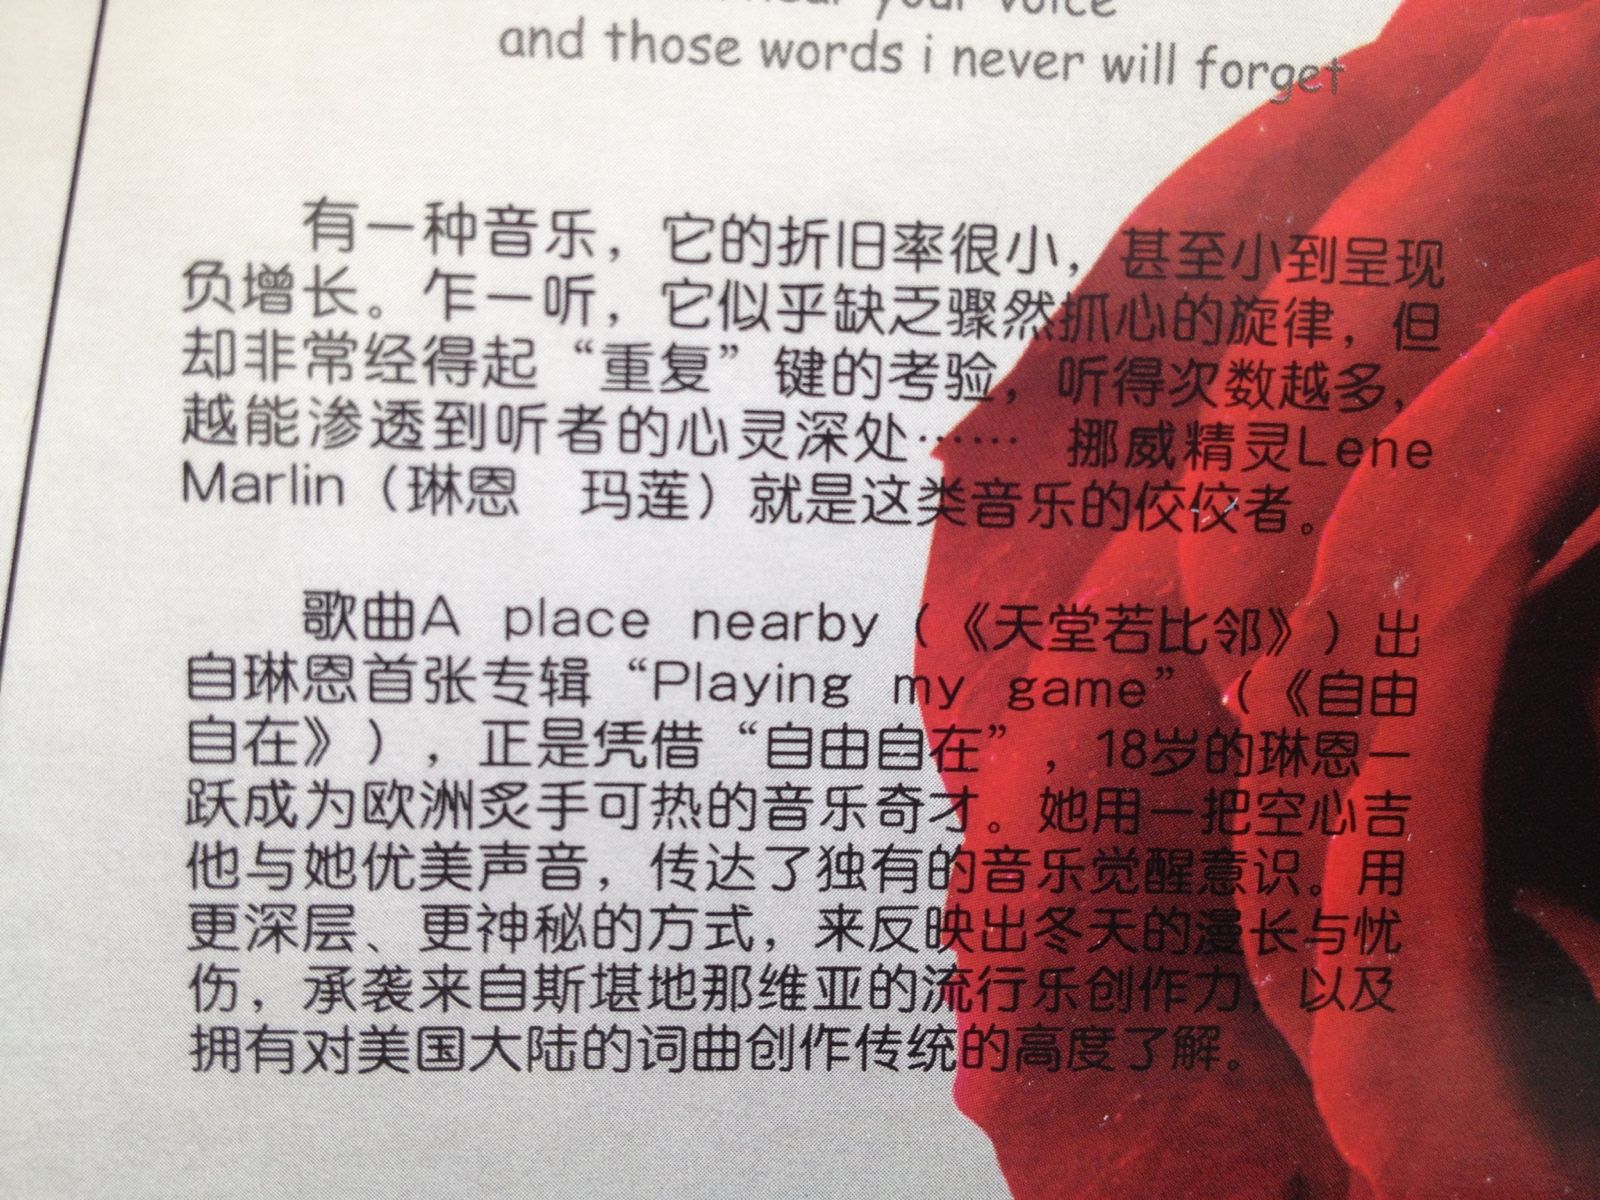 your voice
and those words i never will forget
有一种音乐，它的折旧率很小，甚至小到呈现
负增长。乍一听，它似乎缺乏骤然抓心的旋律，但
却非常经得起“重复”键的考验，听得次数越多，
越能渗透到听者的心灵深处…… 挪威精灵Lene
Marlin（琳恩　玛莲）就是这类音乐的佼佼者。
歌曲A place nearby（《天堂若比邻》）出
自琳恩首张专辑“Playing my game”（《自由
自在》），正是凭借“自由自在”，18岁的琳恩一
跃成为欧洲炙手可热的音乐奇才。她用一把空心吉
他与她优美声音，传达了独有的音乐觉醒意识。用
更深层、更神秘的方式，来反映出冬天的漫长与忧
伤，承袭来自斯堪地那维亚的流行乐创作力，以及
拥有对美国大陆的词曲创作传统的高度了解。